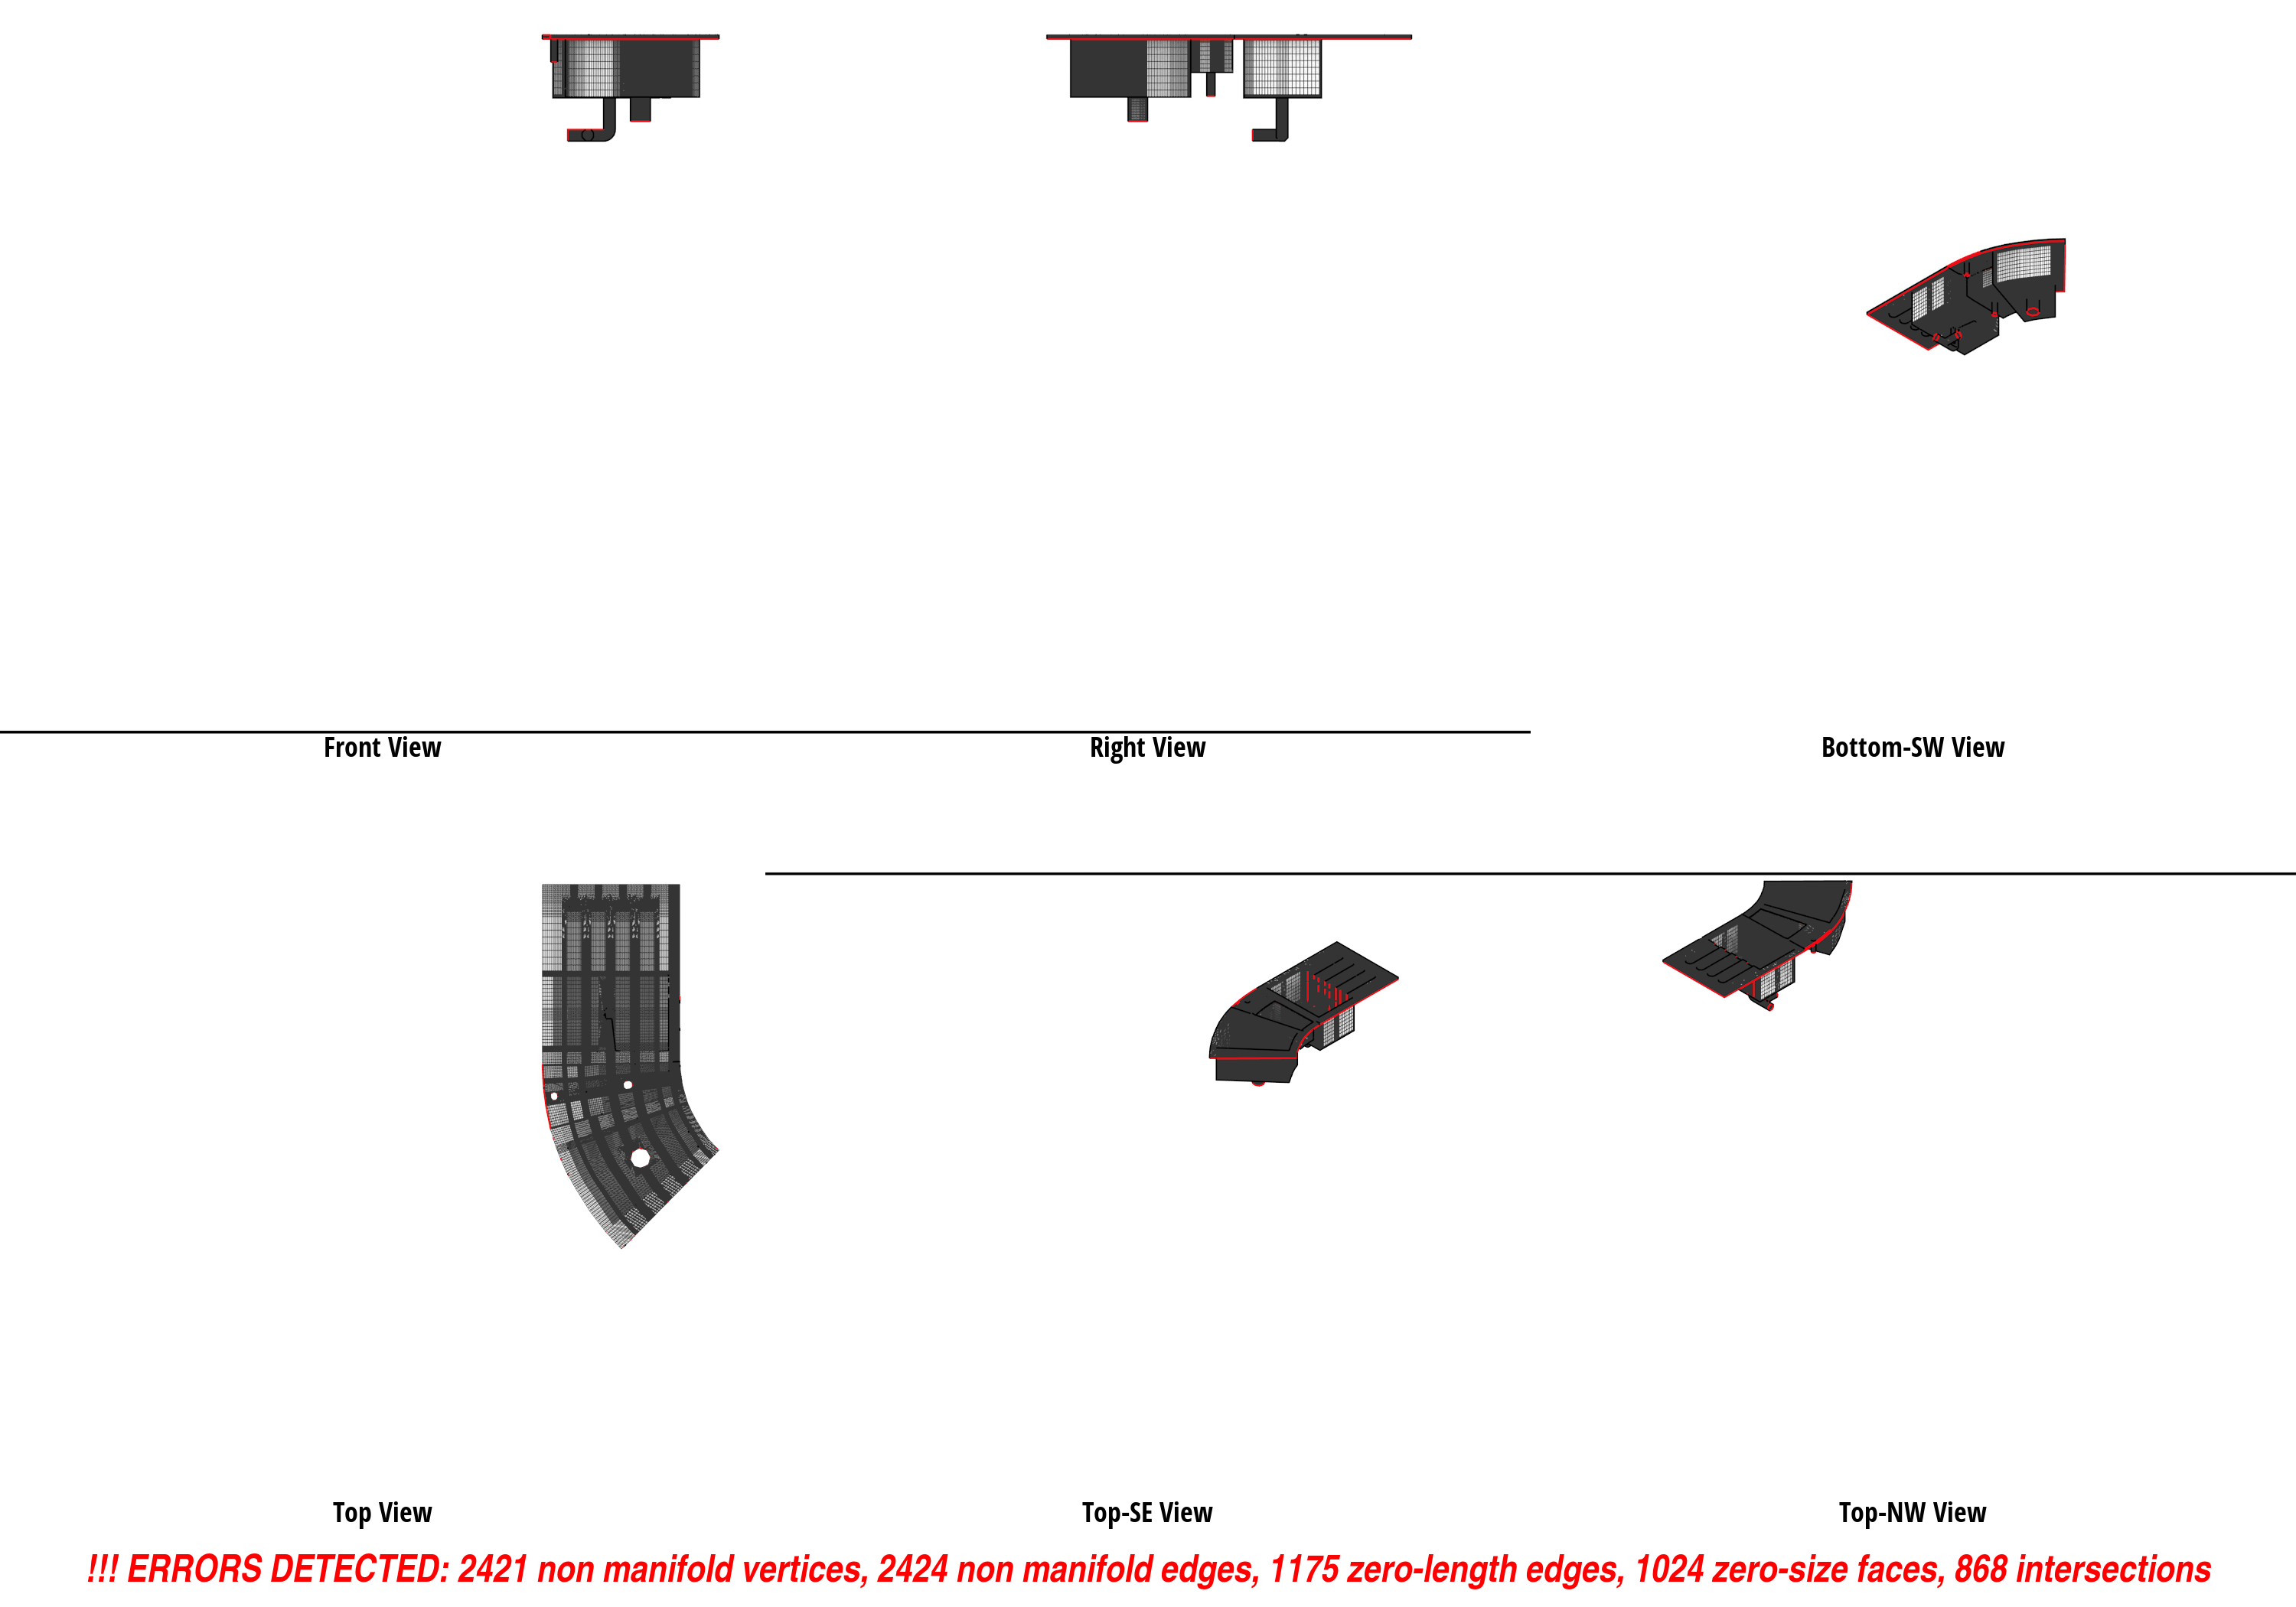 Front View
Right View
Bottom-SW View
Top View
Top-SE View
Top-NW View
!!! ERRORS DETECTED: 2421 non manifold vertices, 2424 non manifold edges, 1175 zero-length edges, 1024 zero-size faces, 868 intersections